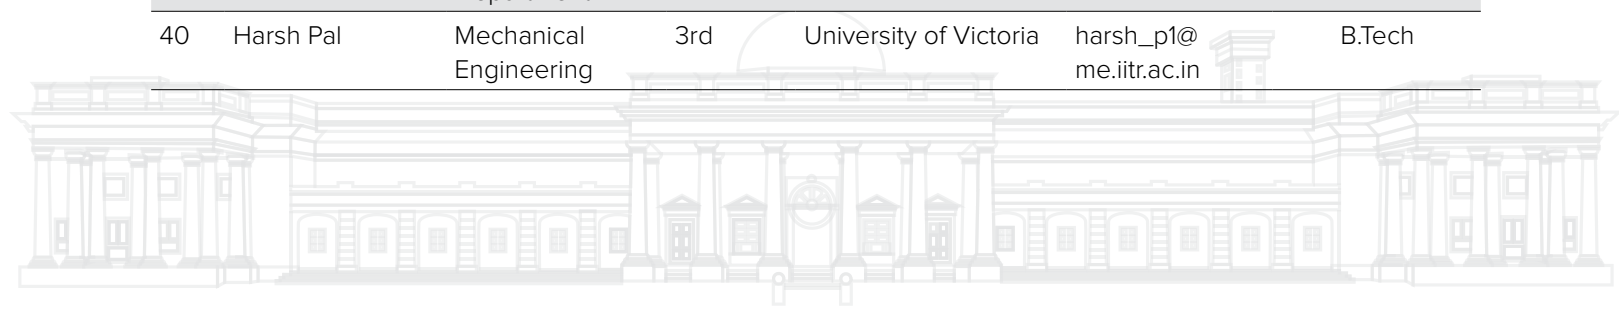 40 Harsh Pal Mechanical 3rd University of Victoria harsh_p1@ B.Tech
Engineering me.iitr.ac.in